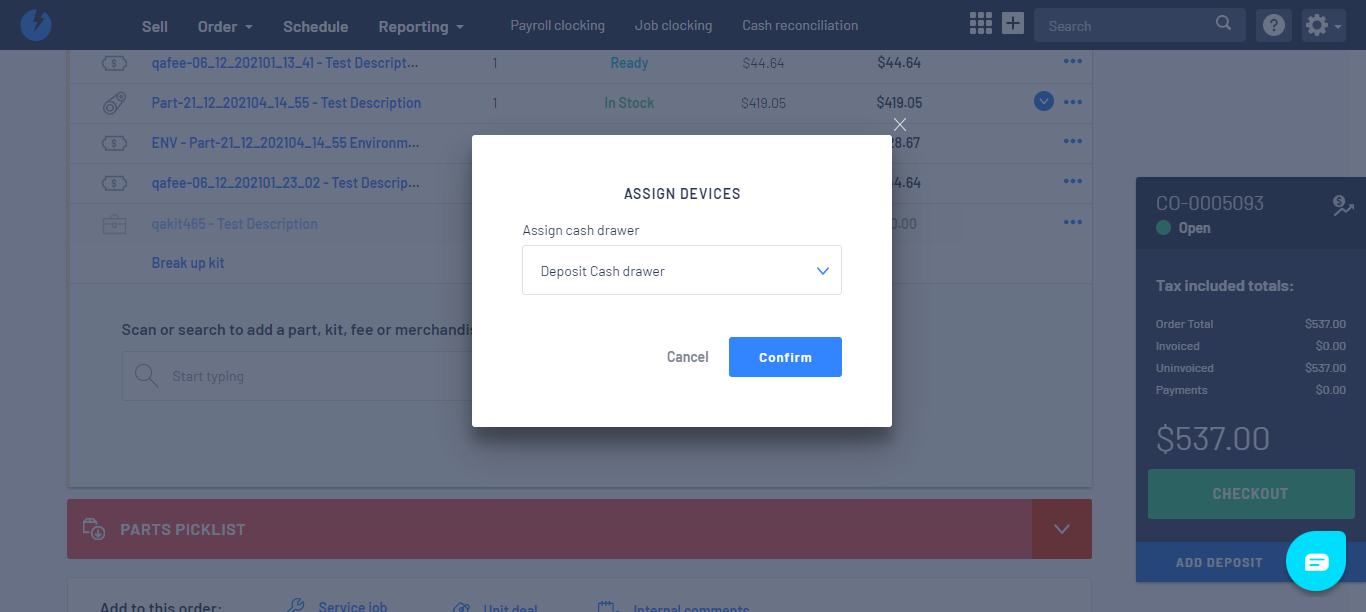 Sell Order Schedule Reporting Payroll clocking Job clocking Cash reconciliation Search
qafee-06_12_202101_13_41 - Test Descript... 1 Ready $44.64 $44.64
Part-21_12_202104_14_55 - Test Description 1 In Stock $419.05 $419.05
ENV - Part-21_12_202104_14_55 Environm... 8.67
qafee-06_12_202101_23_02 - Test Descrip... 4.64
qakit465 - Test Description 0.00
Break up kit
Scan or search to add a part, kit, fee or merchandis
Start typing
ASSIGN DEVICES
Assign cash drawer
Deposit Cash drawer
Cancel Confirm
CO-0005093
Open
Tax included totals:
Order Total $537.00
Invoiced $0.00
Uninvoiced $537.00
Payments $0.00
$537.00
CHECKOUT
ADD DEPOSIT
PARTS PICKLIST
Add to this order: Service job Unit deal Internal comments